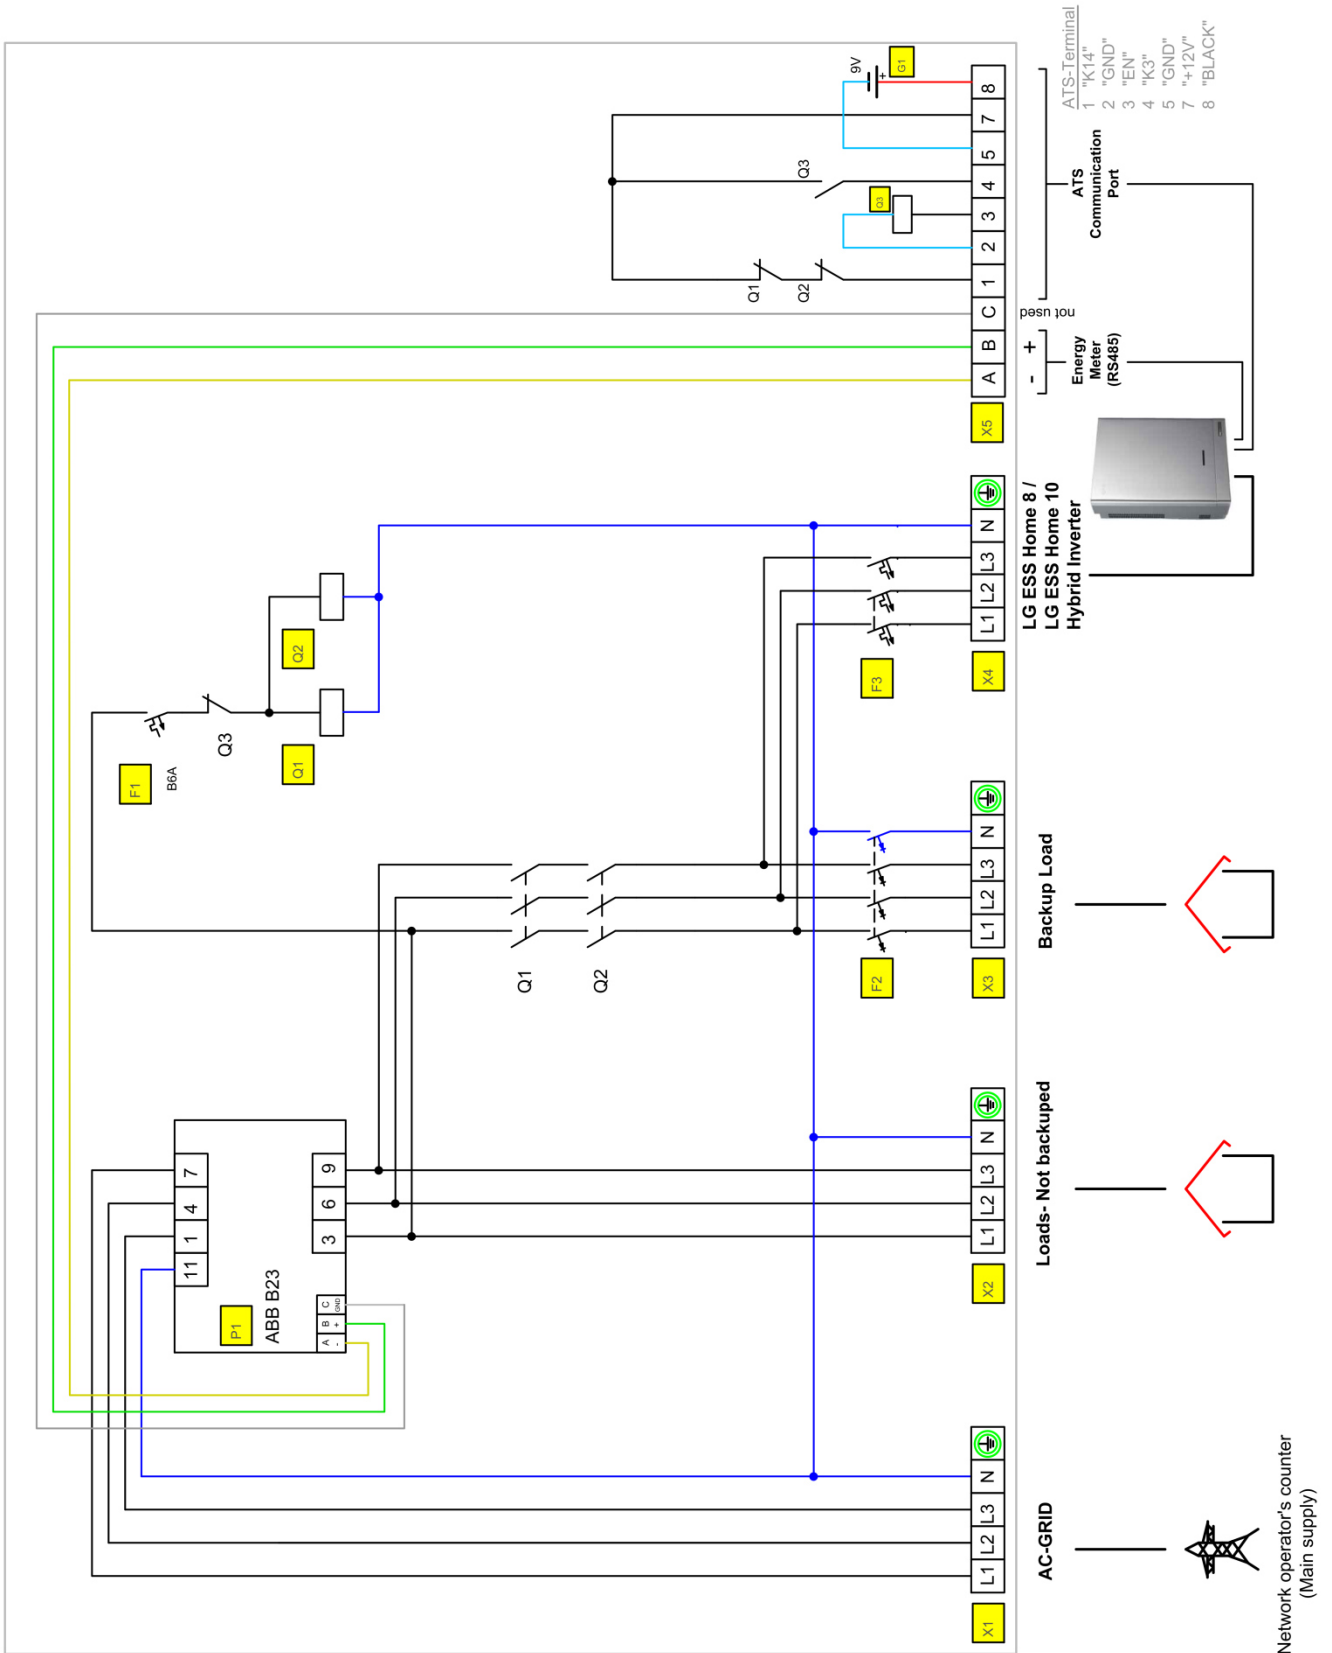 ATS-Terminal
1 "K14"
2 "GND"
3 "EN"
4 "K3"
5 "GND"
7 "+12V"
8 "BLACK"
9V
+
G1
8
7
5
4
3
2
1
C
B
A
X5
Q3
Q3
Q1
Q2
not used
ATS
Communication
Port
- +
Energy
Meter
(RS485)
F1
B6A
Q3
Q1
Q2
F3
L1 L2 L3 N
X4
LG ESS Home 8 /
LG ESS Home 10
Hybrid Inverter
Q1
Q2
F2
L1 L2 L3 N
X3
Backup Load
P1
ABB B23
11 1 4 7
3 6 9
A B C
- + GND
L1 L2 L3 N
X2
Loads- Not backuped
L1 L2 L3 N
X1
AC-GRID
Network operator's counter
(Main supply)